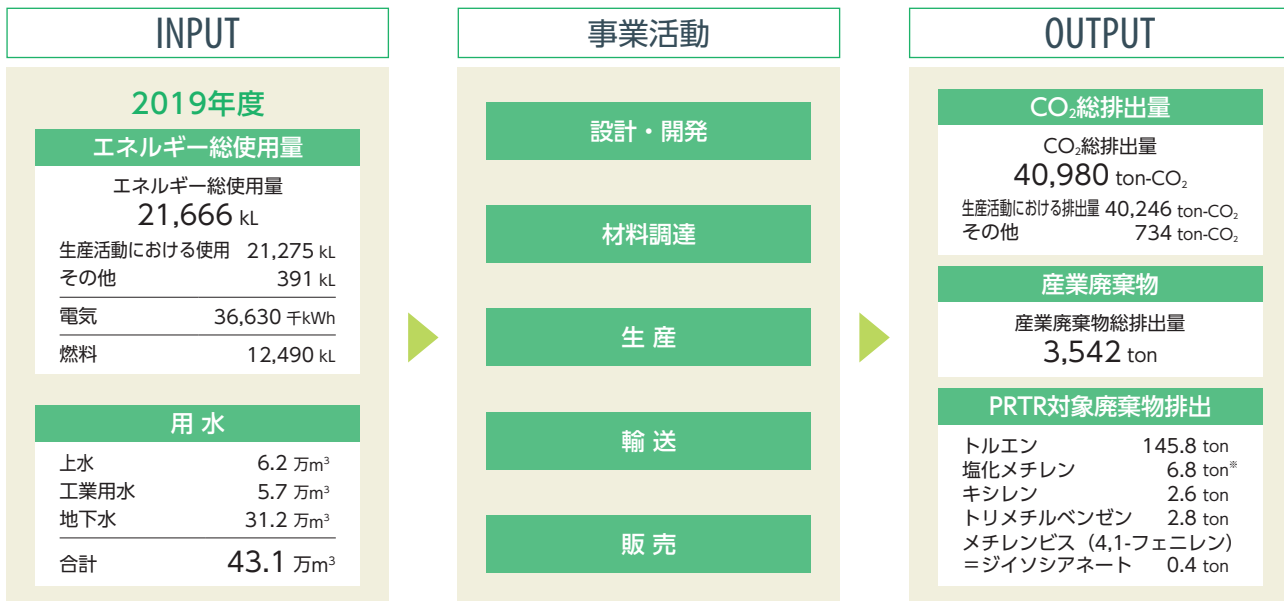 INPUT
2019年度
エネルギー総使用量
エネルギー総使用量
21,666 kL
生産活動における使用 21,275 kL
その他 391 kL
電気 36,630 千kWh
燃料 12,490 kL
用 水
上水 6.2 万m³
工業用水 5.7 万m³
地下水 31.2 万m³
合計 43.1 万m³
事業活動
設計・開発
材料調達
生 産
輸 送
販 売
OUTPUT
CO₂総排出量
CO₂総排出量
40,980 ton-CO₂
生産活動における排出量 40,246 ton-CO₂
その他 734 ton-CO₂
産業廃棄物
産業廃棄物総排出量
3,542 ton
PRTR対象廃棄物排出
トルエン 145.8 ton
塩化メチレン 6.8 ton※
キシレン 2.6 ton
トリメチルベンゼン 2.8 ton
メチレンビス（4,1-フェニレン）
＝ジイソシアネート 0.4 ton